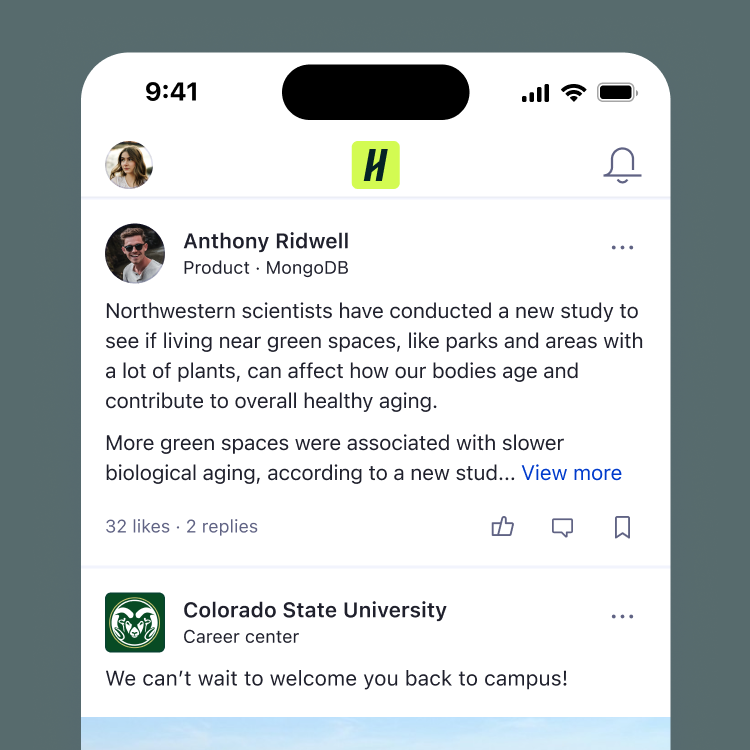 9:41
H
Anthony Ridwell
Product · MongoDB
Northwestern scientists have conducted a new study to
see if living near green spaces, like parks and areas with
a lot of plants, can affect how our bodies age and
contribute to overall healthy aging.
More green spaces were associated with slower
biological aging, according to a new stud... View more
32 likes · 2 replies
Colorado State University
Career center
We can’t wait to welcome you back to campus!